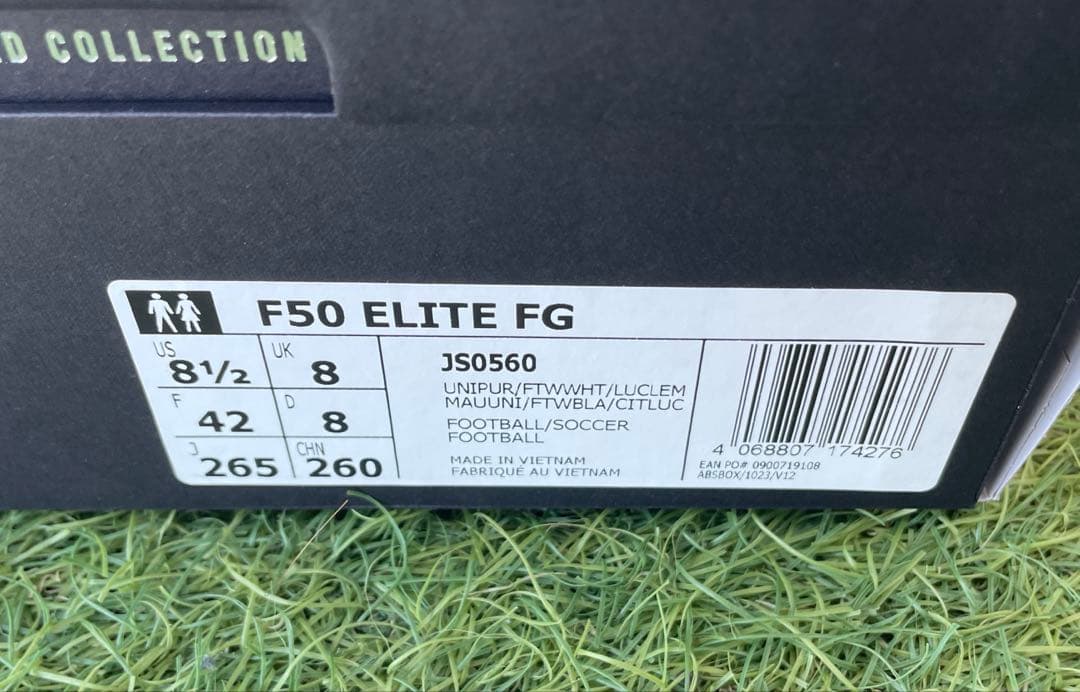 D COLLECTION
F50 ELITE FG
US
8½
UK
8
F
42
D
8
J
265
CHN
260
JS0560
UNIPUR/FTWWHT/LUCLEM
MAUUNI/FTWBLA/CITLUC
FOOTBALL/SOCCER
FOOTBALL
MADE IN VIETNAM
FABRIQUÉ AU VIETNAM
4 068807 174276
EAN PO# 0900719108
ABSBOX/1023/V12